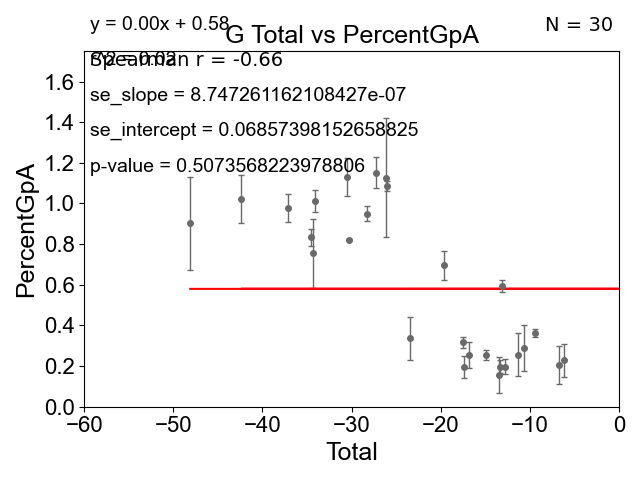 y = 0.00x + 0.58
N = 30
G Total vs PercentGpA
Spearman r = -0.66
se_slope = 8.747261162108427e-07
se_intercept = 0.06857398152658825
p-value = 0.5073568223978806
PercentGpA
1.6
1.4
1.2
1.0
0.8
0.6
0.4
0.2
0.0
−60 −50 −40 −30 −20 −10 0
Total